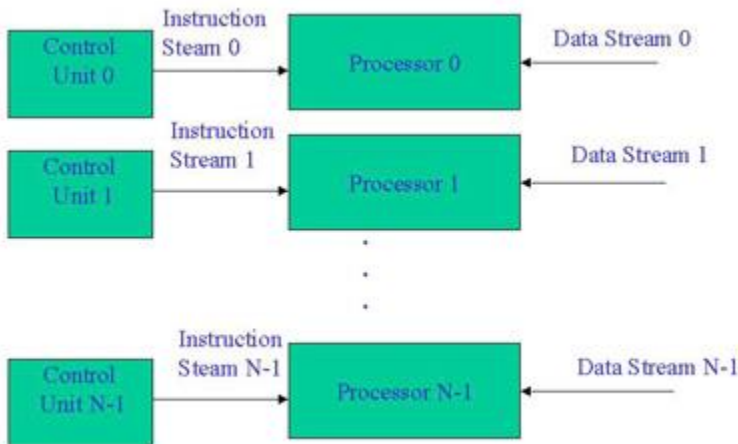 Control
Unit 0
Instruction
Steam 0
Processor 0
Data Stream 0
Control
Unit 1
Instruction
Stream 1
Processor 1
Data Stream 1
Control
Unit N-1
Instruction
Steam N-1
Processor N-1
Data Stream N-1